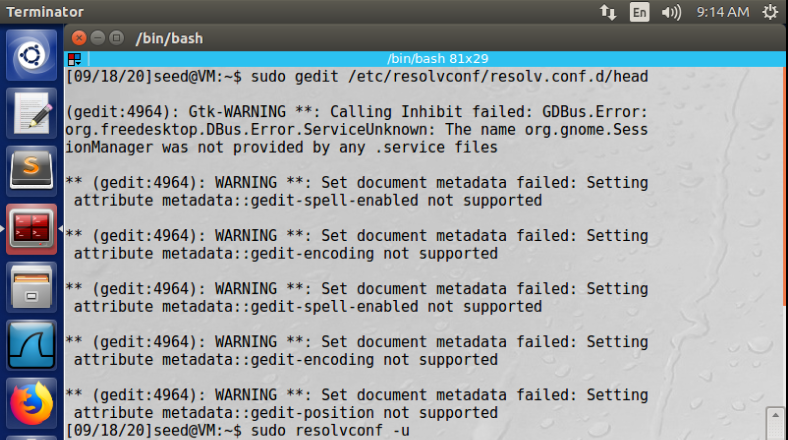 Terminator
En
9:14 AM
/bin/bash
/bin/bash 81x29
[09/18/20]seed@VM:~$ sudo gedit /etc/resolvconf/resolv.conf.d/head
(gedit:4964): Gtk-WARNING **: Calling Inhibit failed: GDBus.Error:
org.freedesktop.DBus.Error.ServiceUnknown: The name org.gnome.Sess
ionManager was not provided by any .service files
** (gedit:4964): WARNING **: Set document metadata failed: Setting
 attribute metadata::gedit-spell-enabled not supported
** (gedit:4964): WARNING **: Set document metadata failed: Setting
 attribute metadata::gedit-encoding not supported
** (gedit:4964): WARNING **: Set document metadata failed: Setting
 attribute metadata::gedit-spell-enabled not supported
** (gedit:4964): WARNING **: Set document metadata failed: Setting
 attribute metadata::gedit-encoding not supported
** (gedit:4964): WARNING **: Set document metadata failed: Setting
 attribute metadata::gedit-position not supported
[09/18/20]seed@VM:~$ sudo resolvconf -u